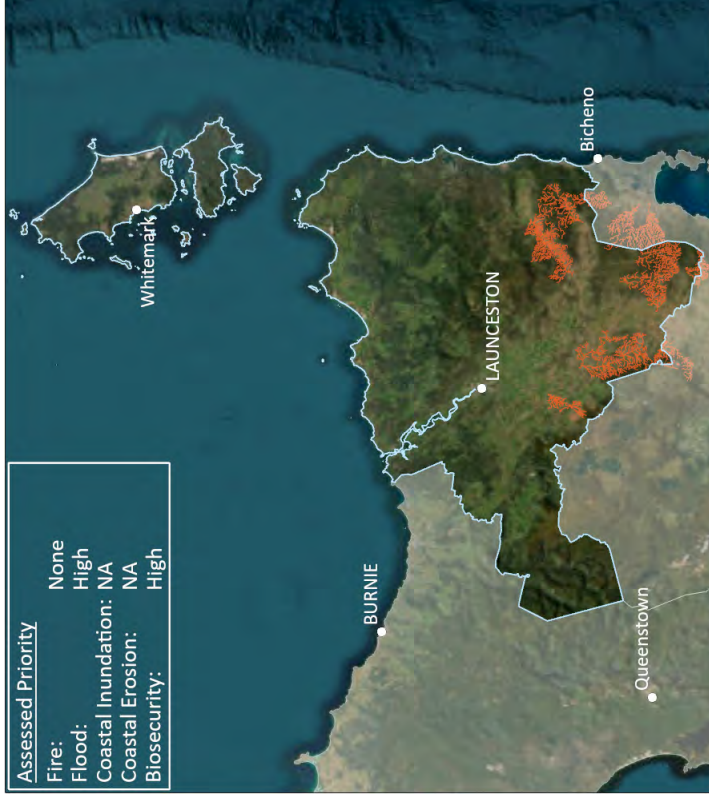 Assessed Priority
Fire: None
Flood: High
Coastal Inundation: NA
Coastal Erosion: NA
Biosecurity: High
Whitemark
BURNIE
LAUNCESTON
Bicheno
Queenstown